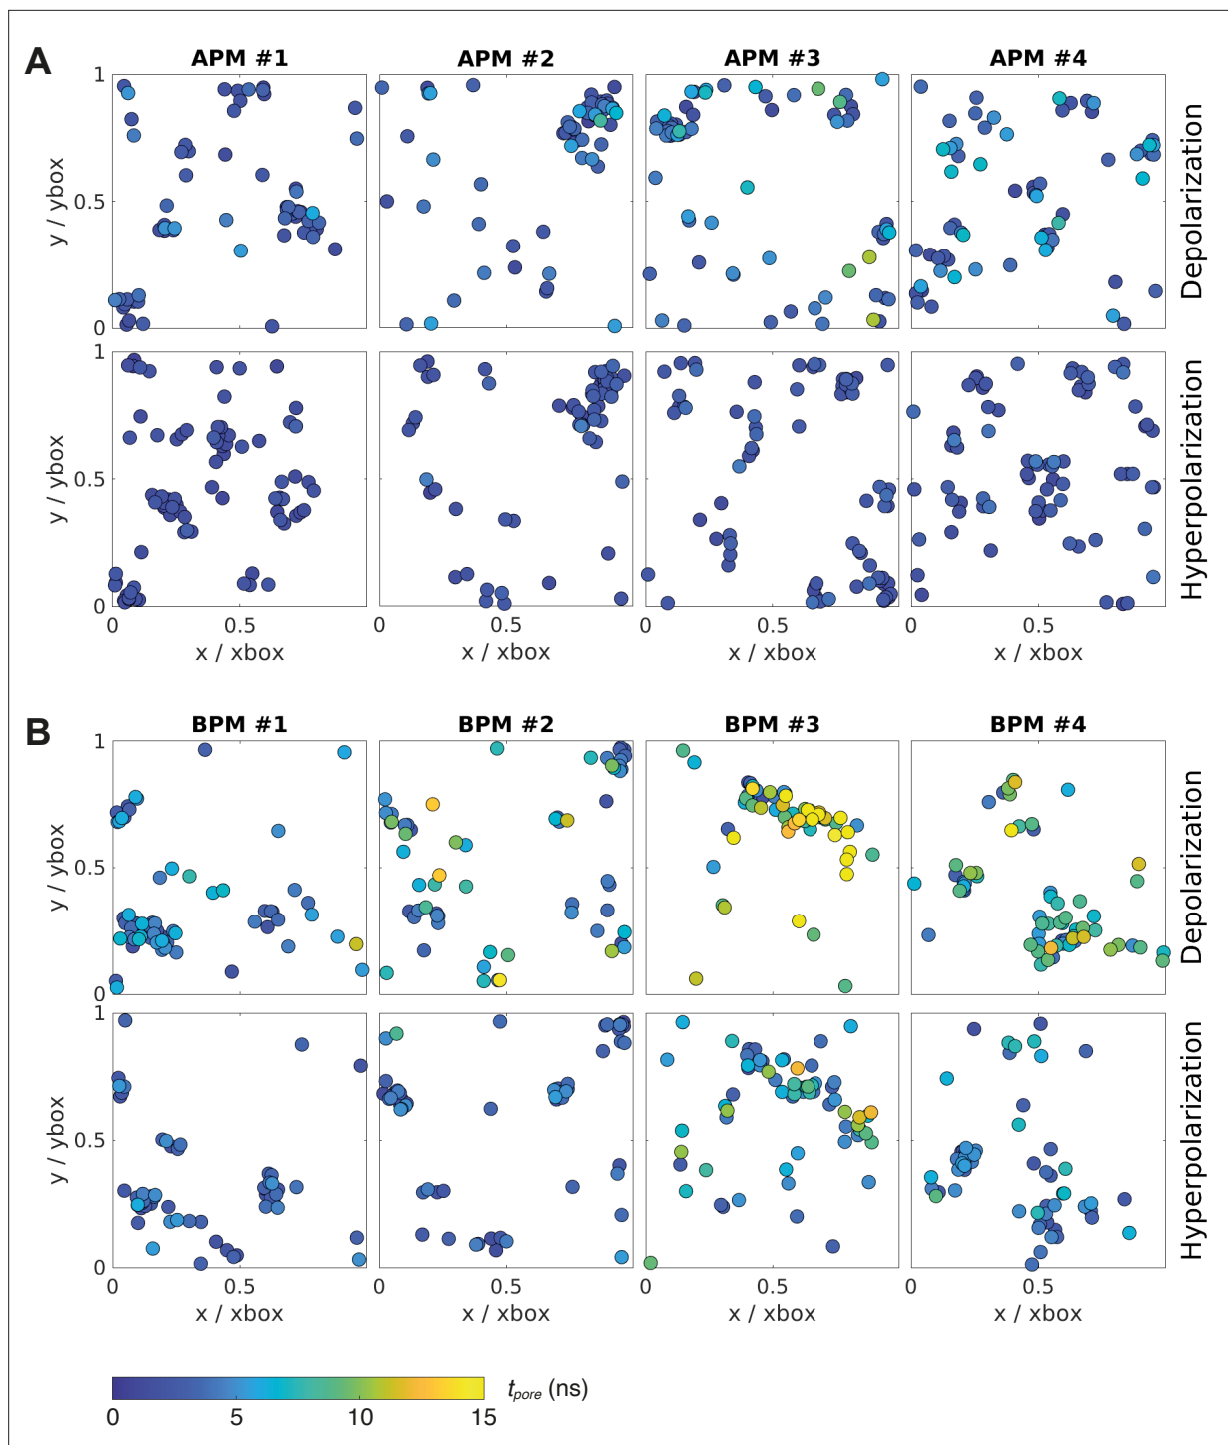 A
APM #1 APM #2 APM #3 APM #4
1
0.5
0
y / ybox
Depolarization
1
0.5
0
y / ybox
Hyperpolarization
0 0.5 0 0.5 0 0.5 0 0.5
x / xbox x / xbox x / xbox x / xbox
B
BPM #1 BPM #2 BPM #3 BPM #4
1
0.5
0
y / ybox
Depolarization
1
0.5
0
y / ybox
Hyperpolarization
0 0.5 0 0.5 0 0.5 0 0.5
x / xbox x / xbox x / xbox x / xbox
tpore (ns)
0 5 10 15